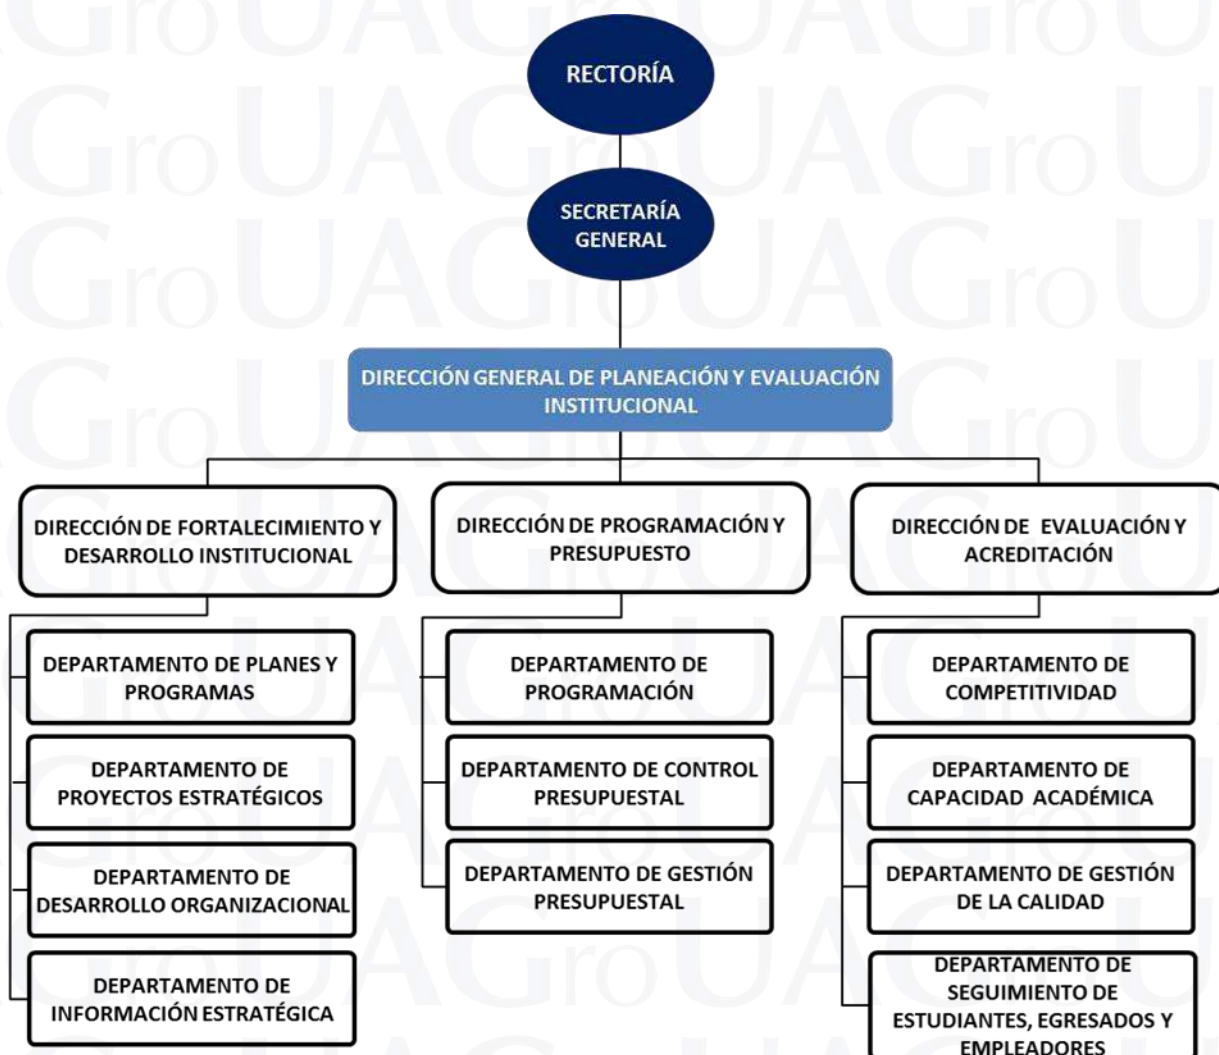 RECTORÍA
SECRETARÍA
GENERAL
DIRECCIÓN GENERAL DE PLANEACIÓN Y EVALUACIÓN
INSTITUCIONAL
DIRECCIÓN DE FORTALECIMIENTO Y
DESARROLLO INSTITUCIONAL
DEPARTAMENTO DE PLANES Y
PROGRAMAS
DEPARTAMENTO DE
PROYECTOS ESTRATÉGICOS
DEPARTAMENTO DE
DESARROLLO ORGANIZACIONAL
DEPARTAMENTO DE
INFORMACIÓN ESTRATÉGICA
DIRECCIÓN DE PROGRAMACIÓN Y
PRESUPUESTO
DEPARTAMENTO DE
PROGRAMACIÓN
DEPARTAMENTO DE CONTROL
PRESUPUESTAL
DEPARTAMENTO DE GESTIÓN
PRESUPUESTAL
DIRECCIÓN DE EVALUACIÓN Y
ACREDITACIÓN
DEPARTAMENTO DE
COMPETITIVIDAD
DEPARTAMENTO DE
CAPACIDAD ACADÉMICA
DEPARTAMENTO DE GESTIÓN
DE LA CALIDAD
DEPARTAMENTO DE
SEGUIMIENTO DE
ESTUDIANTES, EGRESADOS Y
EMPLEADORES
UAGro